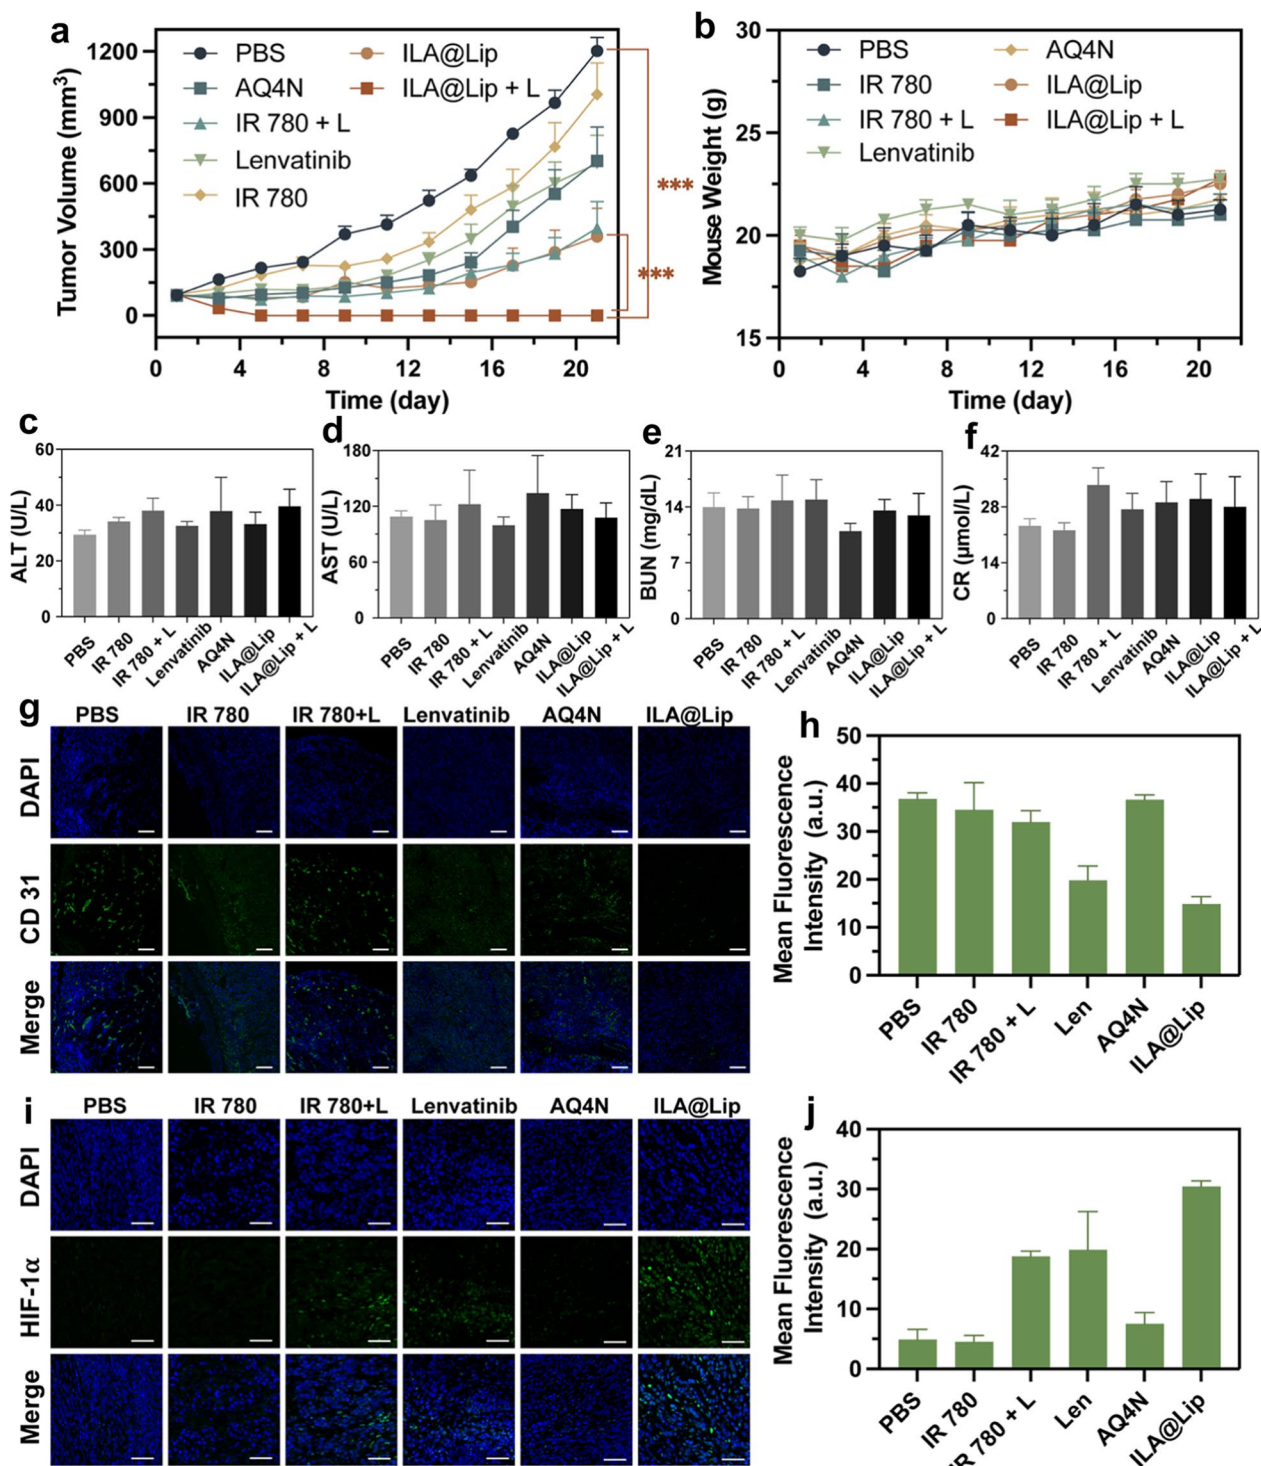 a
Tumor Volume (mm³)
1200
900
600
300
0
PBS
AQ4N
IR 780 + L
Lenvatinib
IR 780
ILA@Lip
ILA@Lip + L
***
***
0 4 8 12 16 20
Time (day)
b
Mouse Weight (g)
30
25
20
15
PBS
IR 780
IR 780 + L
Lenvatinib
AQ4N
ILA@Lip
ILA@Lip + L
0 4 8 12 16 20
Time (day)
c
ALT (U/L)
60
40
20
0
PBS
IR 780
IR 780 + L
Lenvatinib
AQ4N
ILA@Lip
ILA@Lip + L
d
AST (U/L)
180
120
60
0
PBS
IR 780
IR 780 + L
Lenvatinib
AQ4N
ILA@Lip
ILA@Lip + L
e
BUN (mg/dL)
21
14
7
0
PBS
IR 780
IR 780 + L
Lenvatinib
AQ4N
ILA@Lip
ILA@Lip + L
f
CR (μmol/L)
42
28
14
0
PBS
IR 780
IR 780 + L
Lenvatinib
AQ4N
ILA@Lip
ILA@Lip + L
g
PBS IR 780 IR 780+L Lenvatinib AQ4N ILA@Lip
DAPI
CD 31
Merge
h
Mean Fluorescence
Intensity (a.u.)
50
40
30
20
10
0
PBS
IR 780
IR 780 + L
Len
AQ4N
ILA@Lip
i
PBS IR 780 IR 780+L Lenvatinib AQ4N ILA@Lip
DAPI
HIF-1α
Merge
j
Mean Fluorescence
Intensity (a.u.)
40
30
20
10
0
PBS
IR 780
IR 780 + L
Len
AQ4N
ILA@Lip